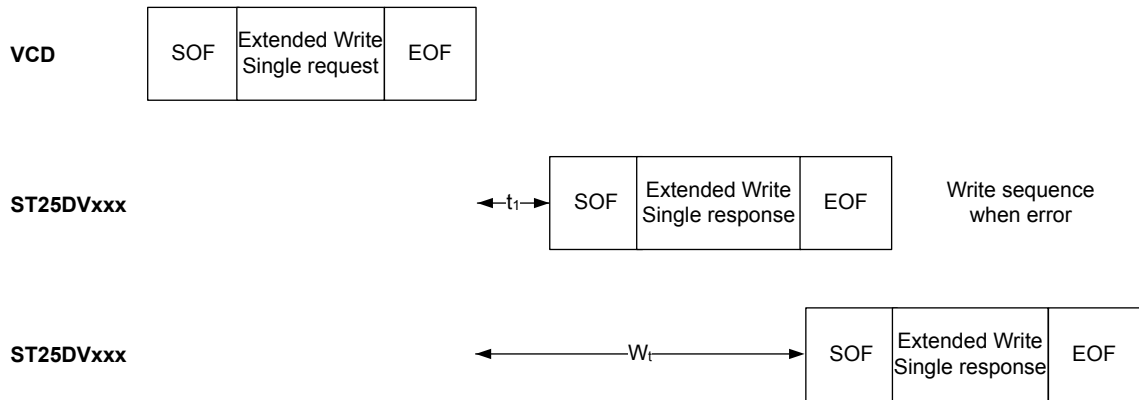 VCD
SOF
Extended Write
Single request
EOF
ST25DVxxx
t1
SOF
Extended Write
Single response
EOF
Write sequence
when error
ST25DVxxx
Wt
SOF
Extended Write
Single response
EOF